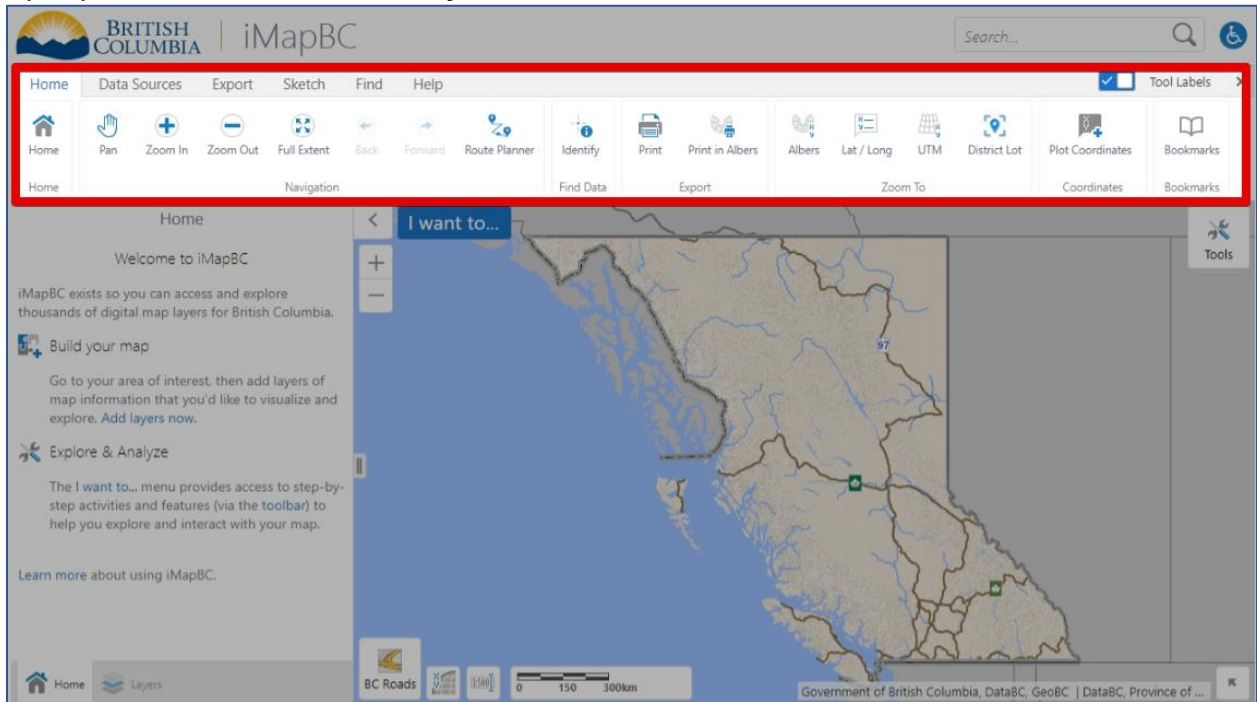 BRITISH
COLUMBIA
iMapBC
Search...
Home Data Sources Export Sketch Find Help Tool Labels
Home Pan Zoom In Zoom Out Full Extent Back Forward Route Planner Identify Print Print in Albers Albers Lat / Long UTM District Lot Plot Coordinates Bookmarks
Home Navigation Find Data Export Zoom To Coordinates Bookmarks
Home
I want to...
Tools
Welcome to iMapBC
iMapBC exists so you can access and explore
thousands of digital map layers for British Columbia.
Build your map
Go to your area of interest, then add layers of
map information that you'd like to visualize and
explore. Add layers now.
Explore & Analyze
The I want to... menu provides access to step-by-
step activities and features (via the toolbar) to
help you explore and interact with your map.
Learn more about using iMapBC.
97
Home Layers
BC Roads
1:500
0 150 300km
Government of British Columbia, DataBC, GeoBC | DataBC, Province of ...